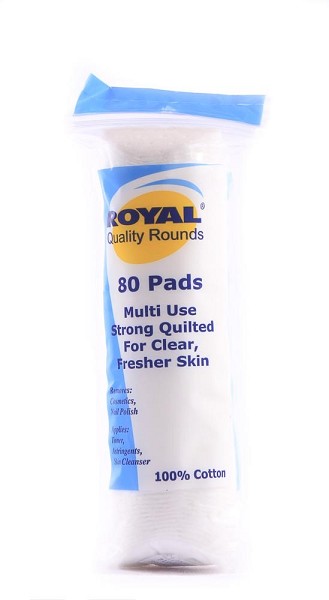 ROYAL®
Quality Rounds
80 Pads
Multi Use
Strong Quilted
For Clear,
Fresher Skin
Removes:
Cosmetics,
Nail Polish
Applies:
Toner,
Astringents,
Skin Cleanser
100% Cotton